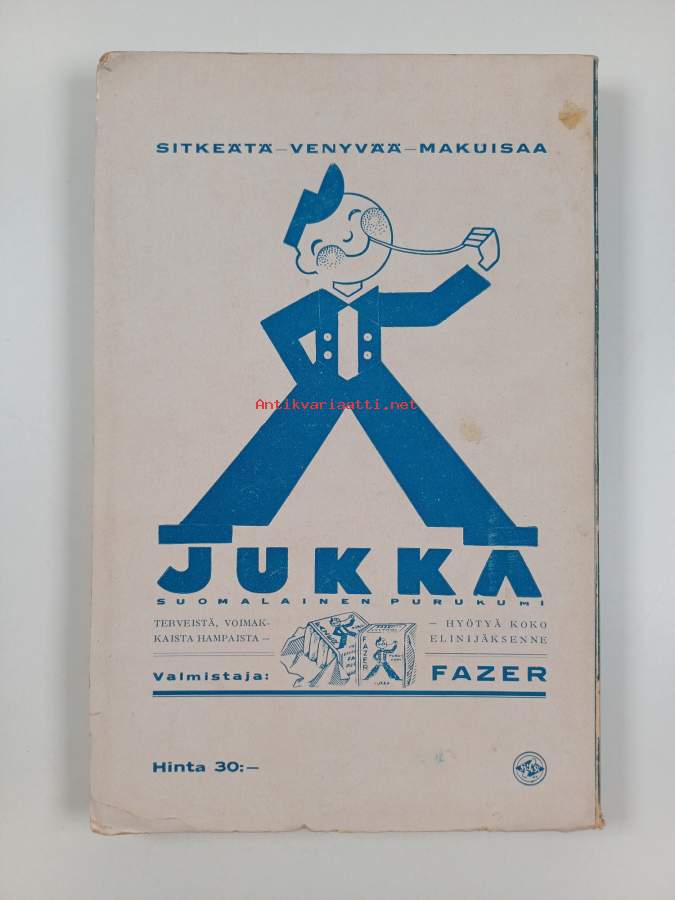 SITKEÄTÄ – VENYVÄÄ – MAKUISAA
Antikvariaatti.net
JUKKA
SUOMALAINEN PURUKUMI
TERVEISTÄ, VOIMAK-
KAISTA HAMPAISTA –
– HYÖTYÄ KOKO
ELINIJÄKSENNE
FAZER
JUKKA
Valmistaja:
FAZER
Hinta 30:–